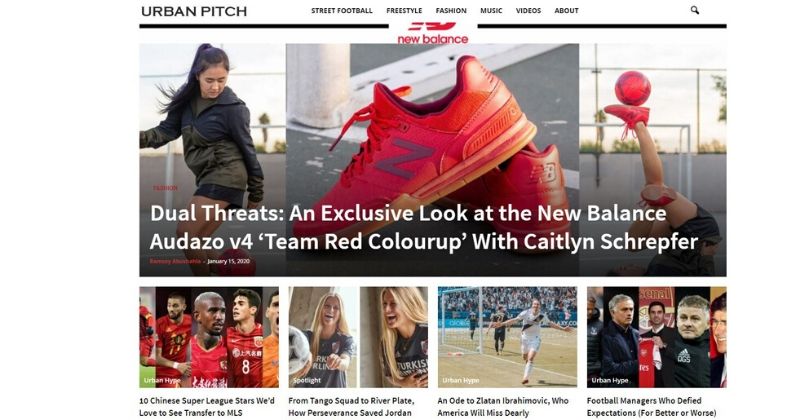 URBAN PITCH
STREET FOOTBALL FREESTYLE FASHION MUSIC VIDEOS ABOUT
new balance
FASHION
Dual Threats: An Exclusive Look at the New Balance
Audazo v4 ‘Team Red Colourup’ With Caitlyn Schrepfer
Ramsey Abushahla - January 15, 2020
Urban Hype
10 Chinese Super League Stars We'd
Love to See Transfer to MLS
Spotlight
From Tango Squad to River Plate,
How Perseverance Saved Jordan
Urban Hype
An Ode to Zlatan Ibrahimovic, Who
America Will Miss Dearly
Urban Hype
Football Managers Who Defied
Expectations (For Better or Worse)